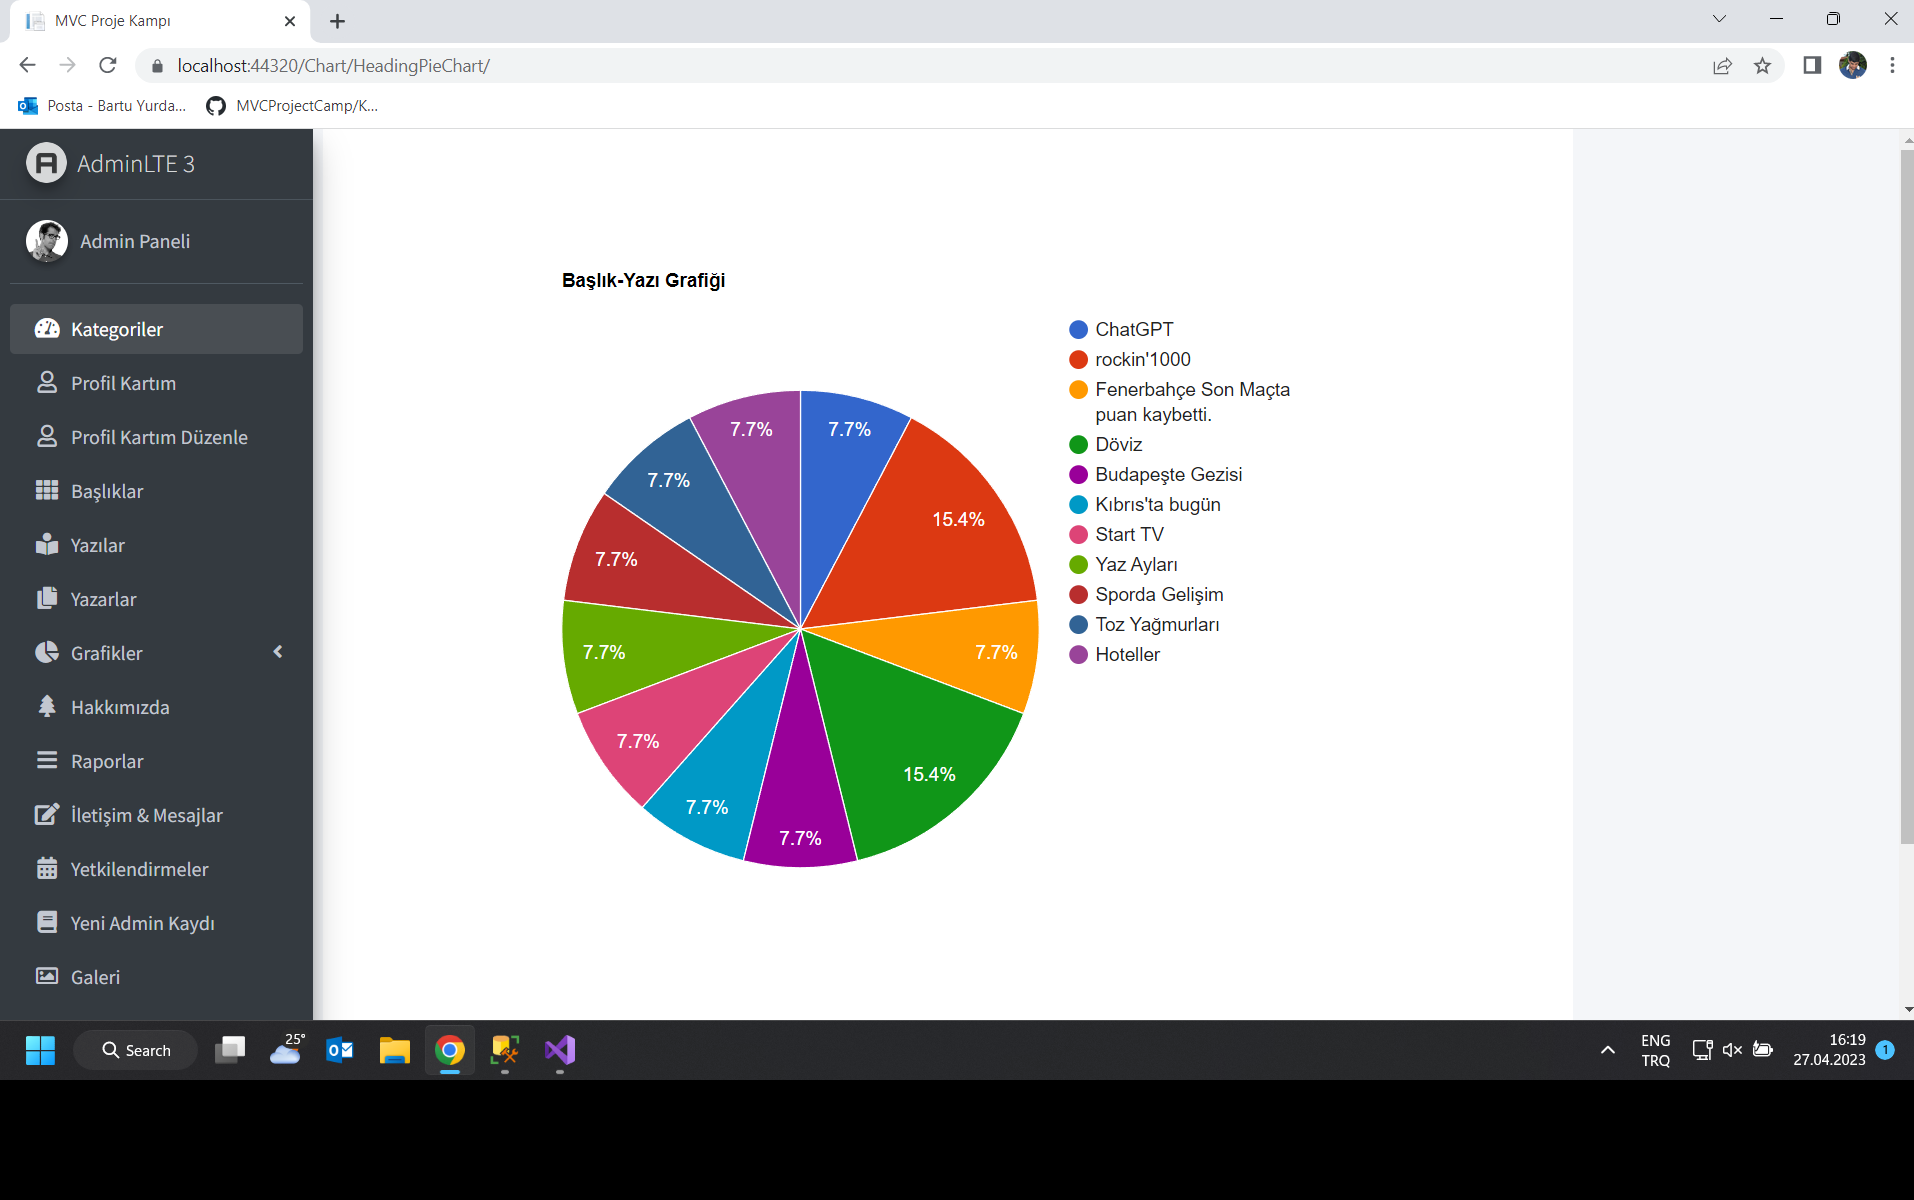 MVC Proje Kampı
localhost:44320/Chart/HeadingPieChart/
Posta - Bartu Yurda...
MVCProjectCamp/K...
AdminLTE 3
Admin Paneli
Kategoriler
Profil Kartım
Profil Kartım Düzenle
Başlıklar
Yazılar
Yazarlar
Grafikler
Hakkımızda
Raporlar
İletişim & Mesajlar
Yetkilendirmeler
Yeni Admin Kaydı
Galeri
Başlık-Yazı Grafiği
7.7%
15.4%
7.7%
15.4%
7.7%
7.7%
7.7%
7.7%
7.7%
7.7%
7.7%
ChatGPT
rockin'1000
Fenerbahçe Son Maçta
puan kaybetti.
Döviz
Budapeşte Gezisi
Kıbrıs'ta bugün
Start TV
Yaz Ayları
Sporda Gelişim
Toz Yağmurları
Hoteller
Search
25°
ENG
TRQ
16:19
27.04.2023
1